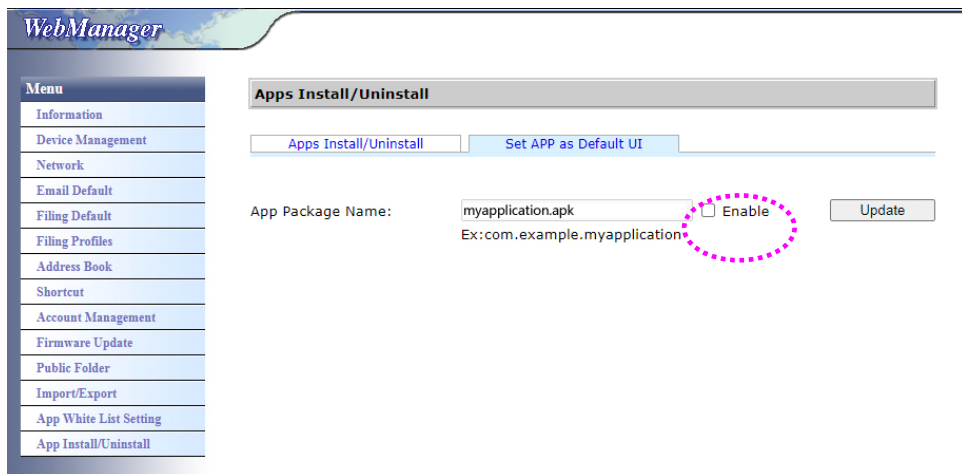 WebManager
Menu
Information
Device Management
Network
Email Default
Filing Default
Filing Profiles
Address Book
Shortcut
Account Management
Firmware Update
Public Folder
Import/Export
App White List Setting
App Install/Uninstall
Apps Install/Uninstall
Apps Install/Uninstall Set APP as Default UI
App Package Name: myapplication.apk Enable Update
Ex:com.example.myapplication